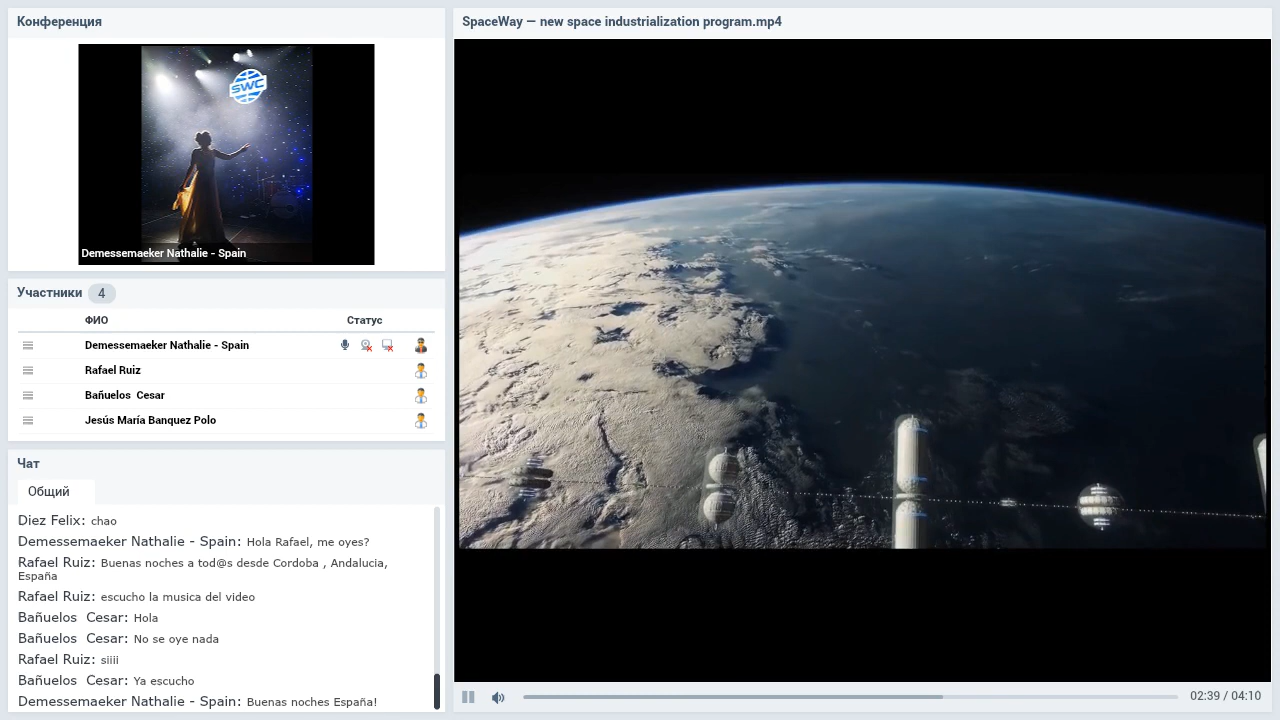 Конференция
SWC
Demessemaeker Nathalie - Spain
Участники 4
ФИО Статус
Demessemaeker Nathalie - Spain
Rafael Ruiz
Bañuelos  Cesar
Jesús María Banquez Polo
Чат
Общий
Diez Felix: chao
Demessemaeker Nathalie - Spain: Hola Rafael, me oyes?
Rafael Ruiz: Buenas noches a tod@s desde Cordoba , Andalucia,
España
Rafael Ruiz: escucho la musica del video
Bañuelos  Cesar: Hola
Bañuelos  Cesar: No se oye nada
Rafael Ruiz: siiii
Bañuelos  Cesar: Ya escucho
Demessemaeker Nathalie - Spain: Buenas noches España!
SpaceWay — new space industrialization program.mp4
02:39 / 04:10